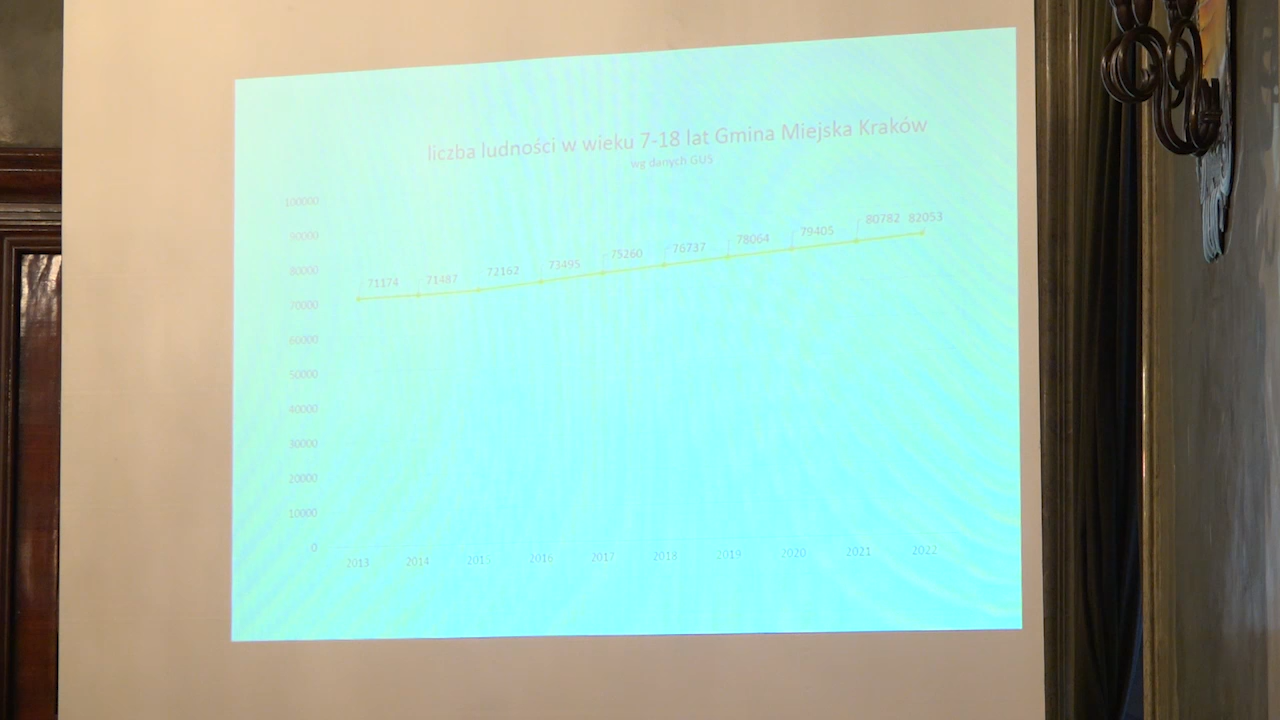 liczba ludności w wieku 7-18 lat Gmina Miejska Kraków
wg danych GUS
100000
90000
80000
70000
60000
50000
40000
30000
20000
10000
0
71174 71487 72162 73495 75260 76737 78064 79405 80782 82053
2013 2014 2015 2016 2017 2018 2019 2020 2021 2022